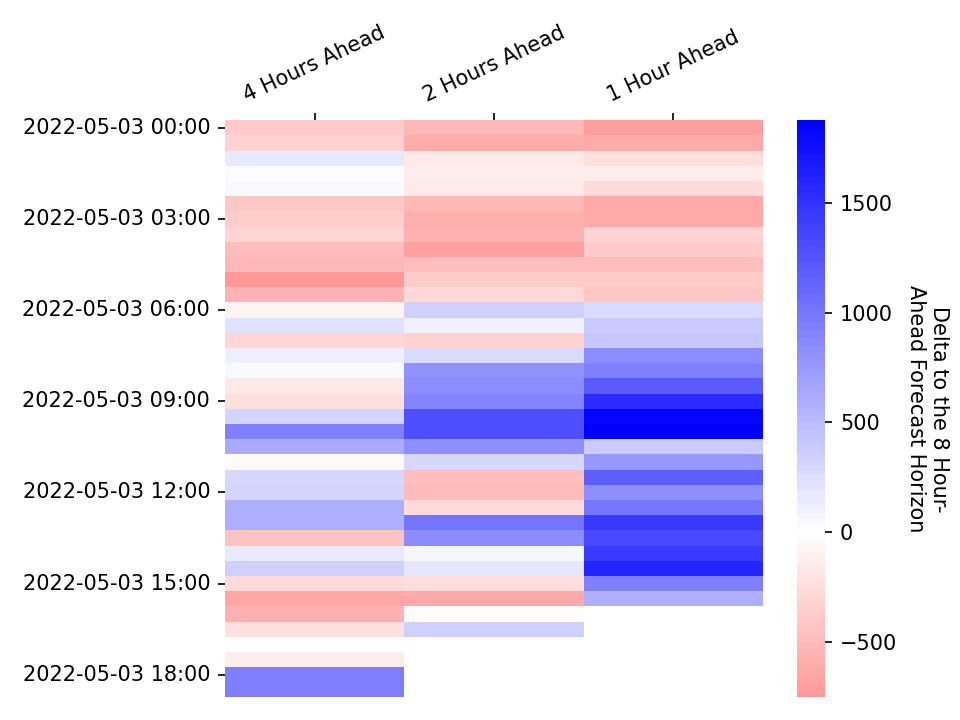 4 Hours Ahead
2 Hours Ahead
1 Hour Ahead
2022-05-03 00:00
2022-05-03 03:00
2022-05-03 06:00
2022-05-03 09:00
2022-05-03 12:00
2022-05-03 15:00
2022-05-03 18:00
1500
1000
500
0
−500
Delta to the 8 Hour-
Ahead Forecast Horizon